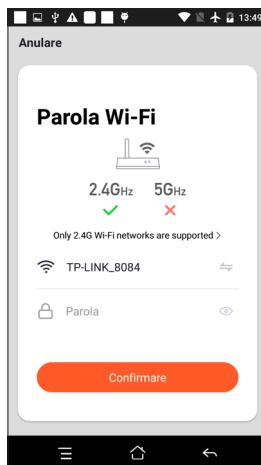 13:49
Anulare
Parola Wi-Fi
2.4GHz 5GHz
Only 2.4G Wi-Fi networks are supported >
TP-LINK_8084
Parola
Confirmare